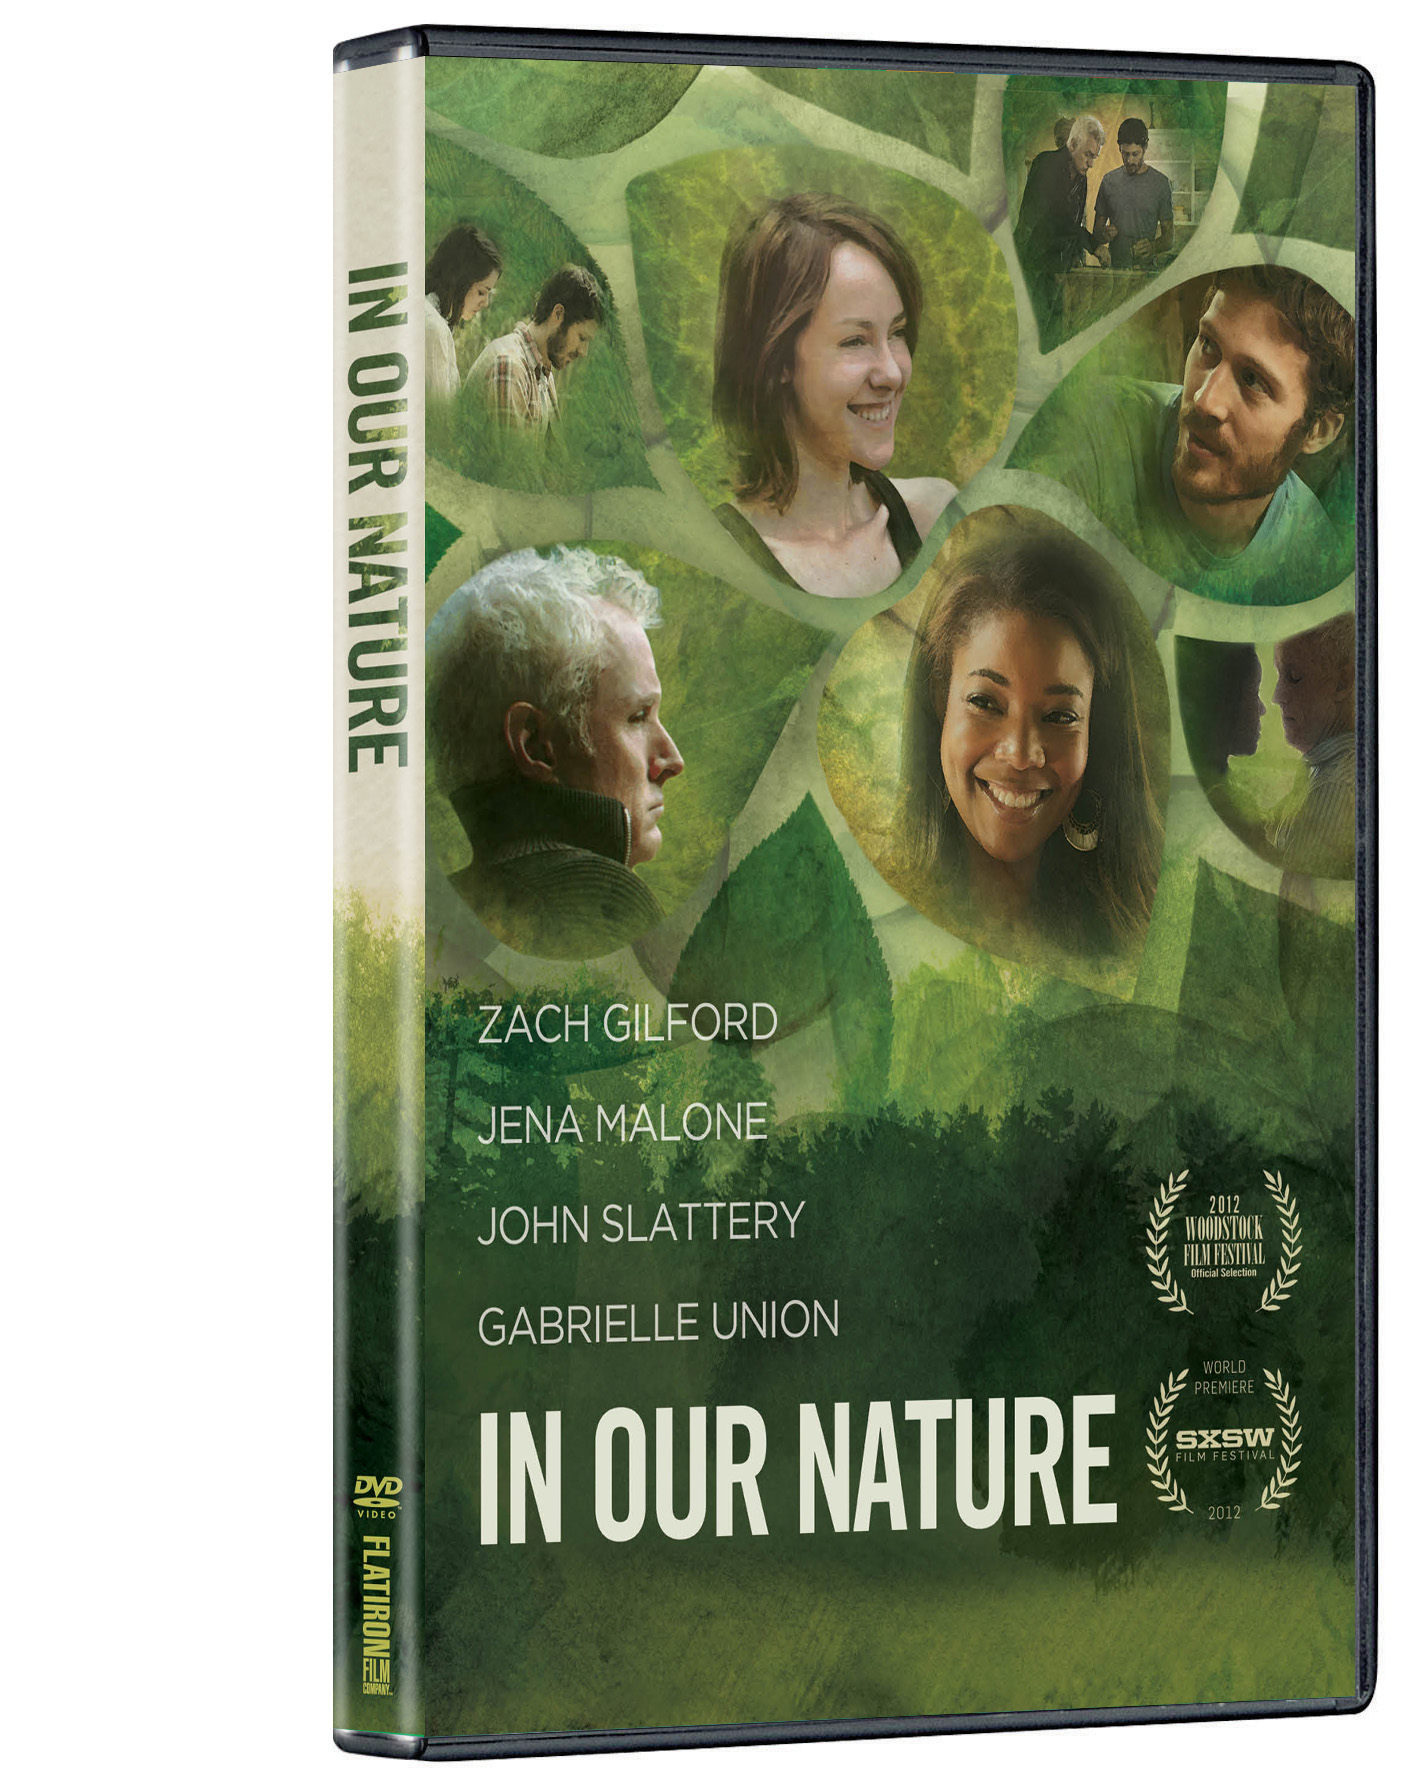 IN OUR NATURE
DVD
VIDEO
FLATIRON
FILM
COMPANY
ZACH GILFORD
JENA MALONE
JOHN SLATTERY
GABRIELLE UNION
IN OUR NATURE
2012
WOODSTOCK
FILM FESTIVAL
Official Selection
WORLD
PREMIERE
SXSW
FILM FESTIVAL
2012